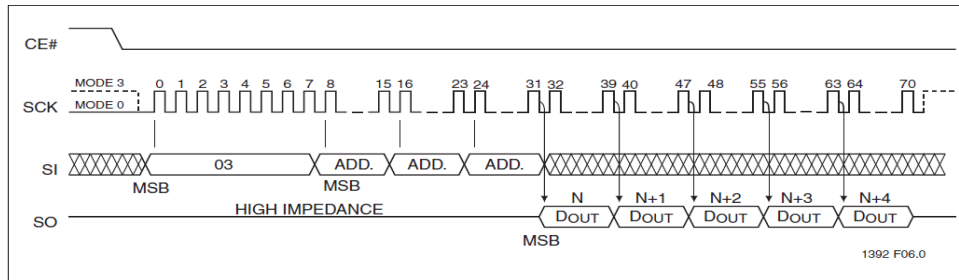 CE#
MODE 3 0 1 2 3 4 5 6 7 8 15 16 23 24 31 32 39 40 47 48 55 56 63 64 70
SCK MODE 0
SI 03 ADD. ADD. ADD.
MSB MSB
HIGH IMPEDANCE N N+1 N+2 N+3 N+4
SO DOUT DOUT DOUT DOUT DOUT
MSB
1392 F06.0